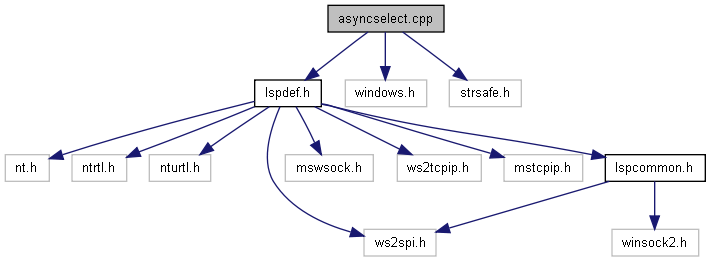 asyncselect.cpp
lspdef.h
windows.h
strsafe.h
nt.h
ntrtl.h
nturtl.h
mswsock.h
ws2tcpip.h
mstcpip.h
lspcommon.h
ws2spi.h
winsock2.h